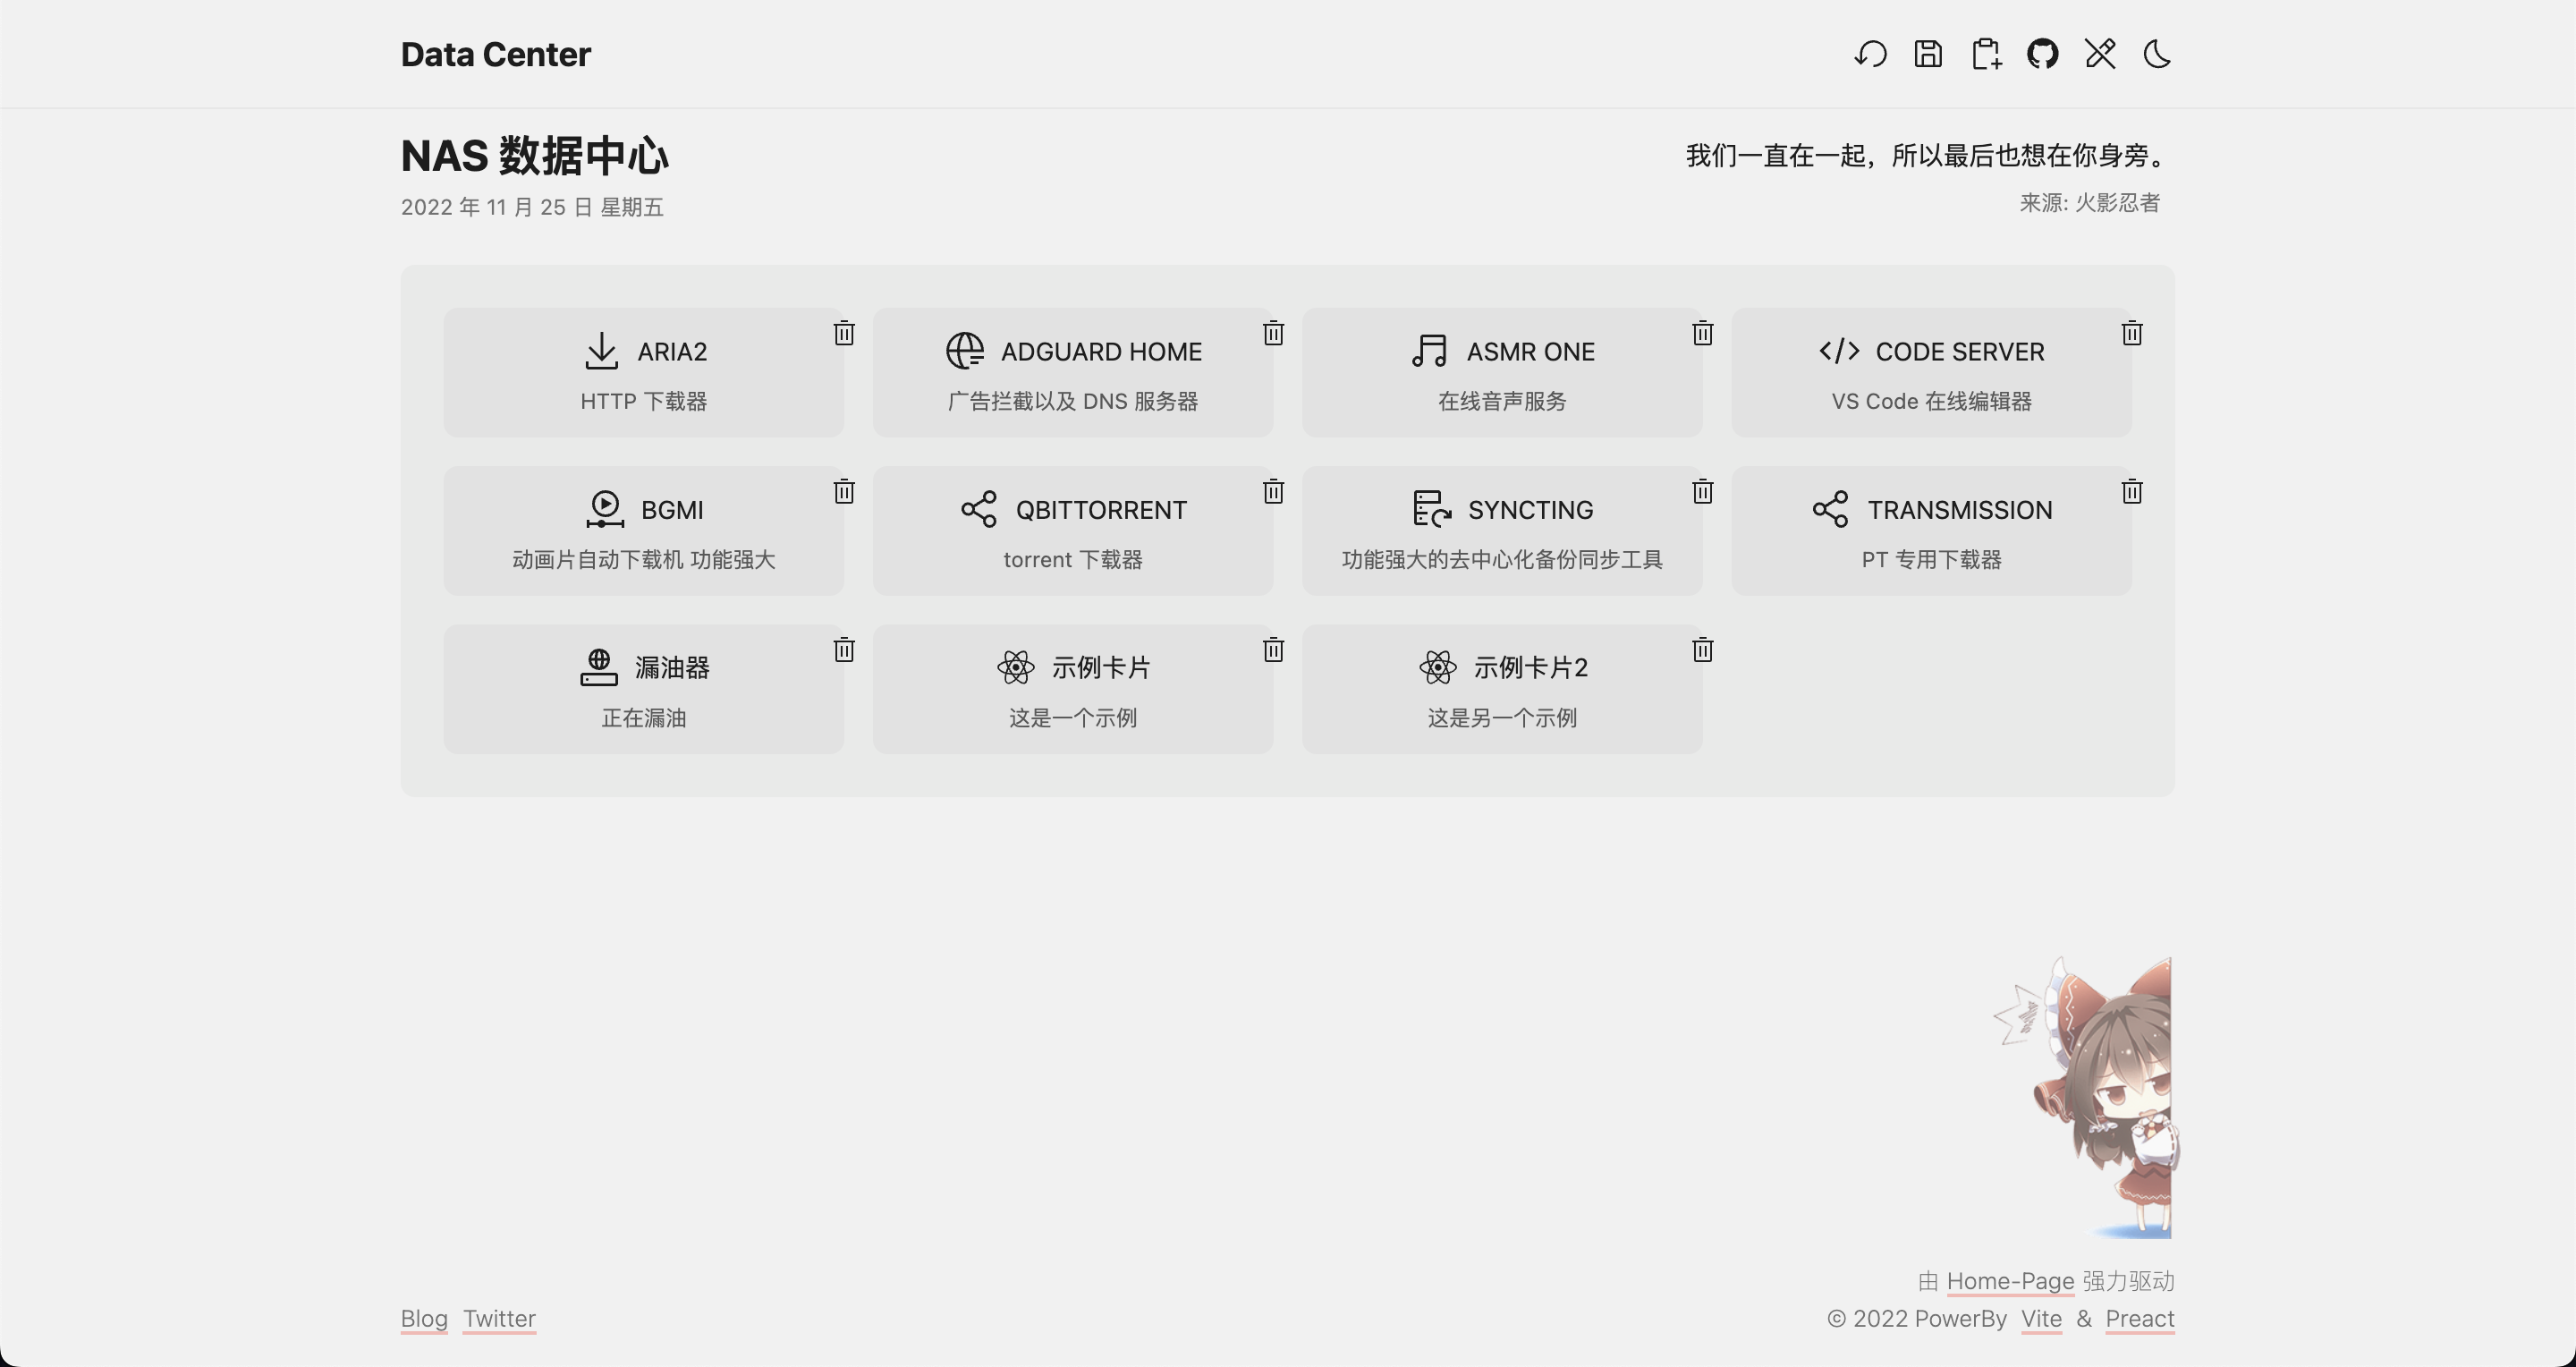 Data Center
NAS 数据中心
我们一直在一起，所以最后也想在你身旁。
2022 年 11 月 25 日 星期五
来源: 火影忍者
ARIA2
HTTP 下载器
ADGUARD HOME
广告拦截以及 DNS 服务器
ASMR ONE
在线音声服务
CODE SERVER
VS Code 在线编辑器
BGMI
动画片自动下载机 功能强大
QBITTORRENT
torrent 下载器
SYNCTING
功能强大的去中心化备份同步工具
TRANSMISSION
PT 专用下载器
漏油器
正在漏油
示例卡片
这是一个示例
示例卡片2
这是另一个示例
由 Home-Page 强力驱动
Blog Twitter
© 2022 PowerBy Vite & Preact